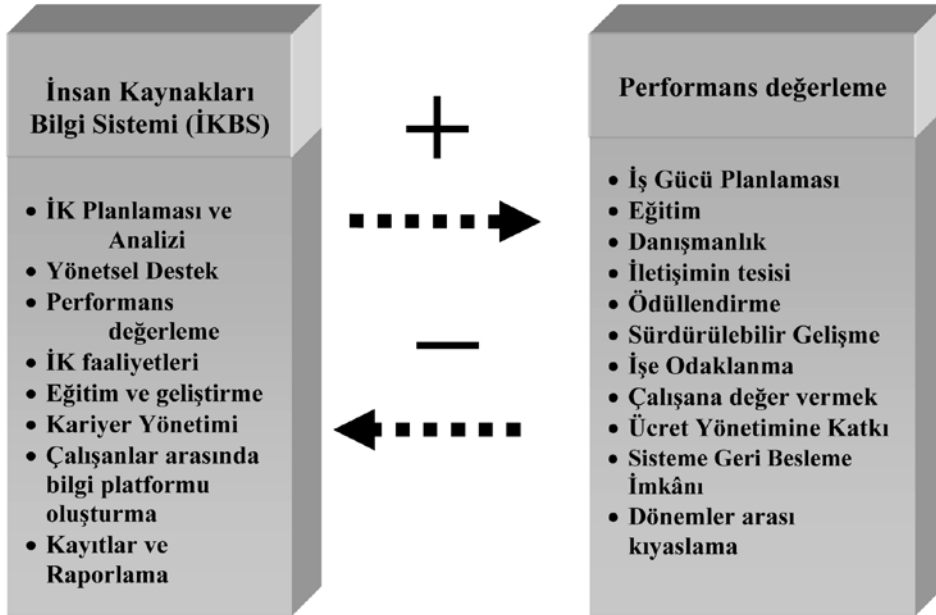 İnsan Kaynakları
Bilgi Sistemi (İKBS)
• İK Planlaması ve
Analizi
• Yönetsel Destek
• Performans
değerleme
• İK faaliyetleri
• Eğitim ve geliştirme
• Kariyer Yönetimi
• Çalışanlar arasında
bilgi platformu
oluşturma
• Kayıtlar ve
Raporlama
+
−
Performans değerleme
• İş Gücü Planlaması
• Eğitim
• Danışmanlık
• İletişimin tesisi
• Ödüllendirme
• Sürdürülebilir Gelişme
• İşe Odaklanma
• Çalışana değer vermek
• Ücret Yönetimine Katkı
• Sisteme Geri Besleme
İmkânı
• Dönemler arası
kıyaslama